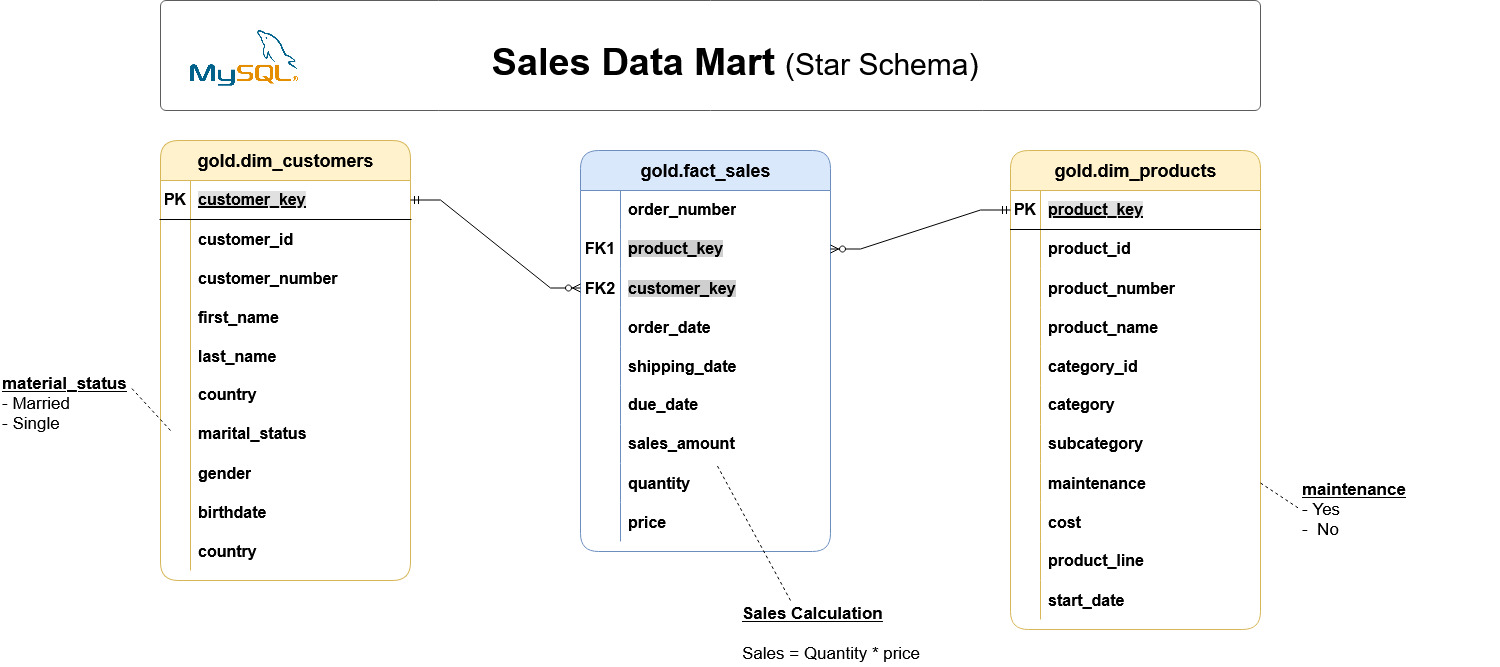 MySQL
Sales Data Mart (Star Schema)
gold.dim_customers
PK customer_key
customer_id
customer_number
first_name
last_name
country
marital_status
gender
birthdate
country
material_status
- Married
- Single
gold.fact_sales
order_number
FK1 product_key
FK2 customer_key
order_date
shipping_date
due_date
sales_amount
quantity
price
Sales Calculation
Sales = Quantity * price
gold.dim_products
PK product_key
product_id
product_number
product_name
category_id
category
subcategory
maintenance
cost
product_line
start_date
maintenance
- Yes
- No